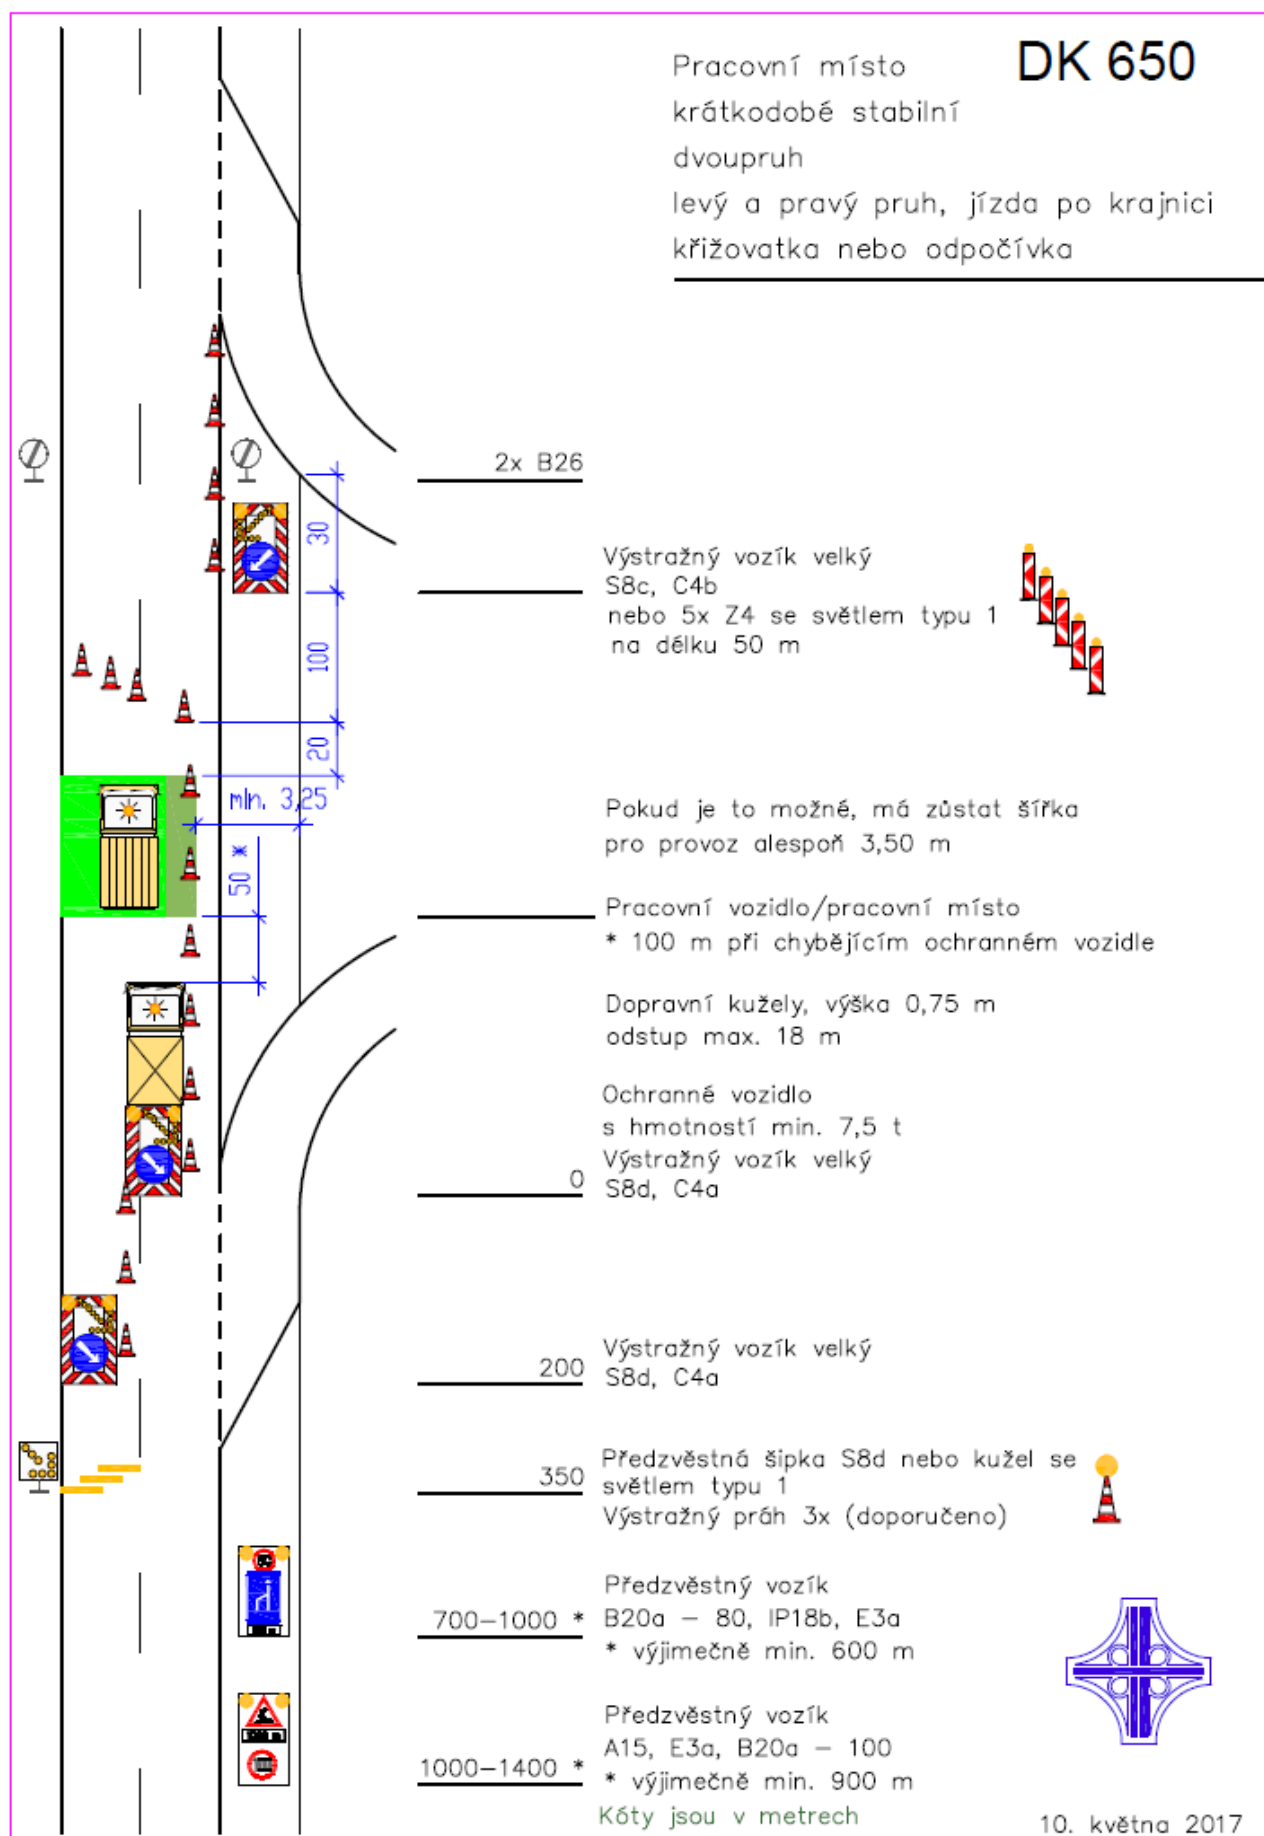 Pracovní místo
DK 650
krátkodobé stabilní
dvoupruh
levý a pravý pruh, jízda po krajnici
křižovatka nebo odpočívka
2x B26
30
Výstražný vozík velký
S8c, C4b
nebo 5x Z4 se světlem typu 1
na délku 50 m
100
20
min. 3,25
Pokud je to možné, má zůstat šířka
pro provoz alespoň 3,50 m
50 *
Pracovní vozidlo/pracovní místo
* 100 m při chybějícím ochranném vozidle
Dopravní kužely, výška 0,75 m
odstup max. 18 m
Ochranné vozidlo
s hmotností min. 7,5 t
0
Výstražný vozík velký
S8d, C4a
200
Výstražný vozík velký
S8d, C4a
350
Předzvěstná šipka S8d nebo kužel se
světlem typu 1
Výstražný práh 3x (doporučeno)
700-1000 *
Předzvěstný vozík
B20a - 80, IP18b, E3a
* výjimečně min. 600 m
1000-1400 *
Předzvěstný vozík
A15, E3a, B20a - 100
* výjimečně min. 900 m
Kóty jsou v metrech
10. května 2017